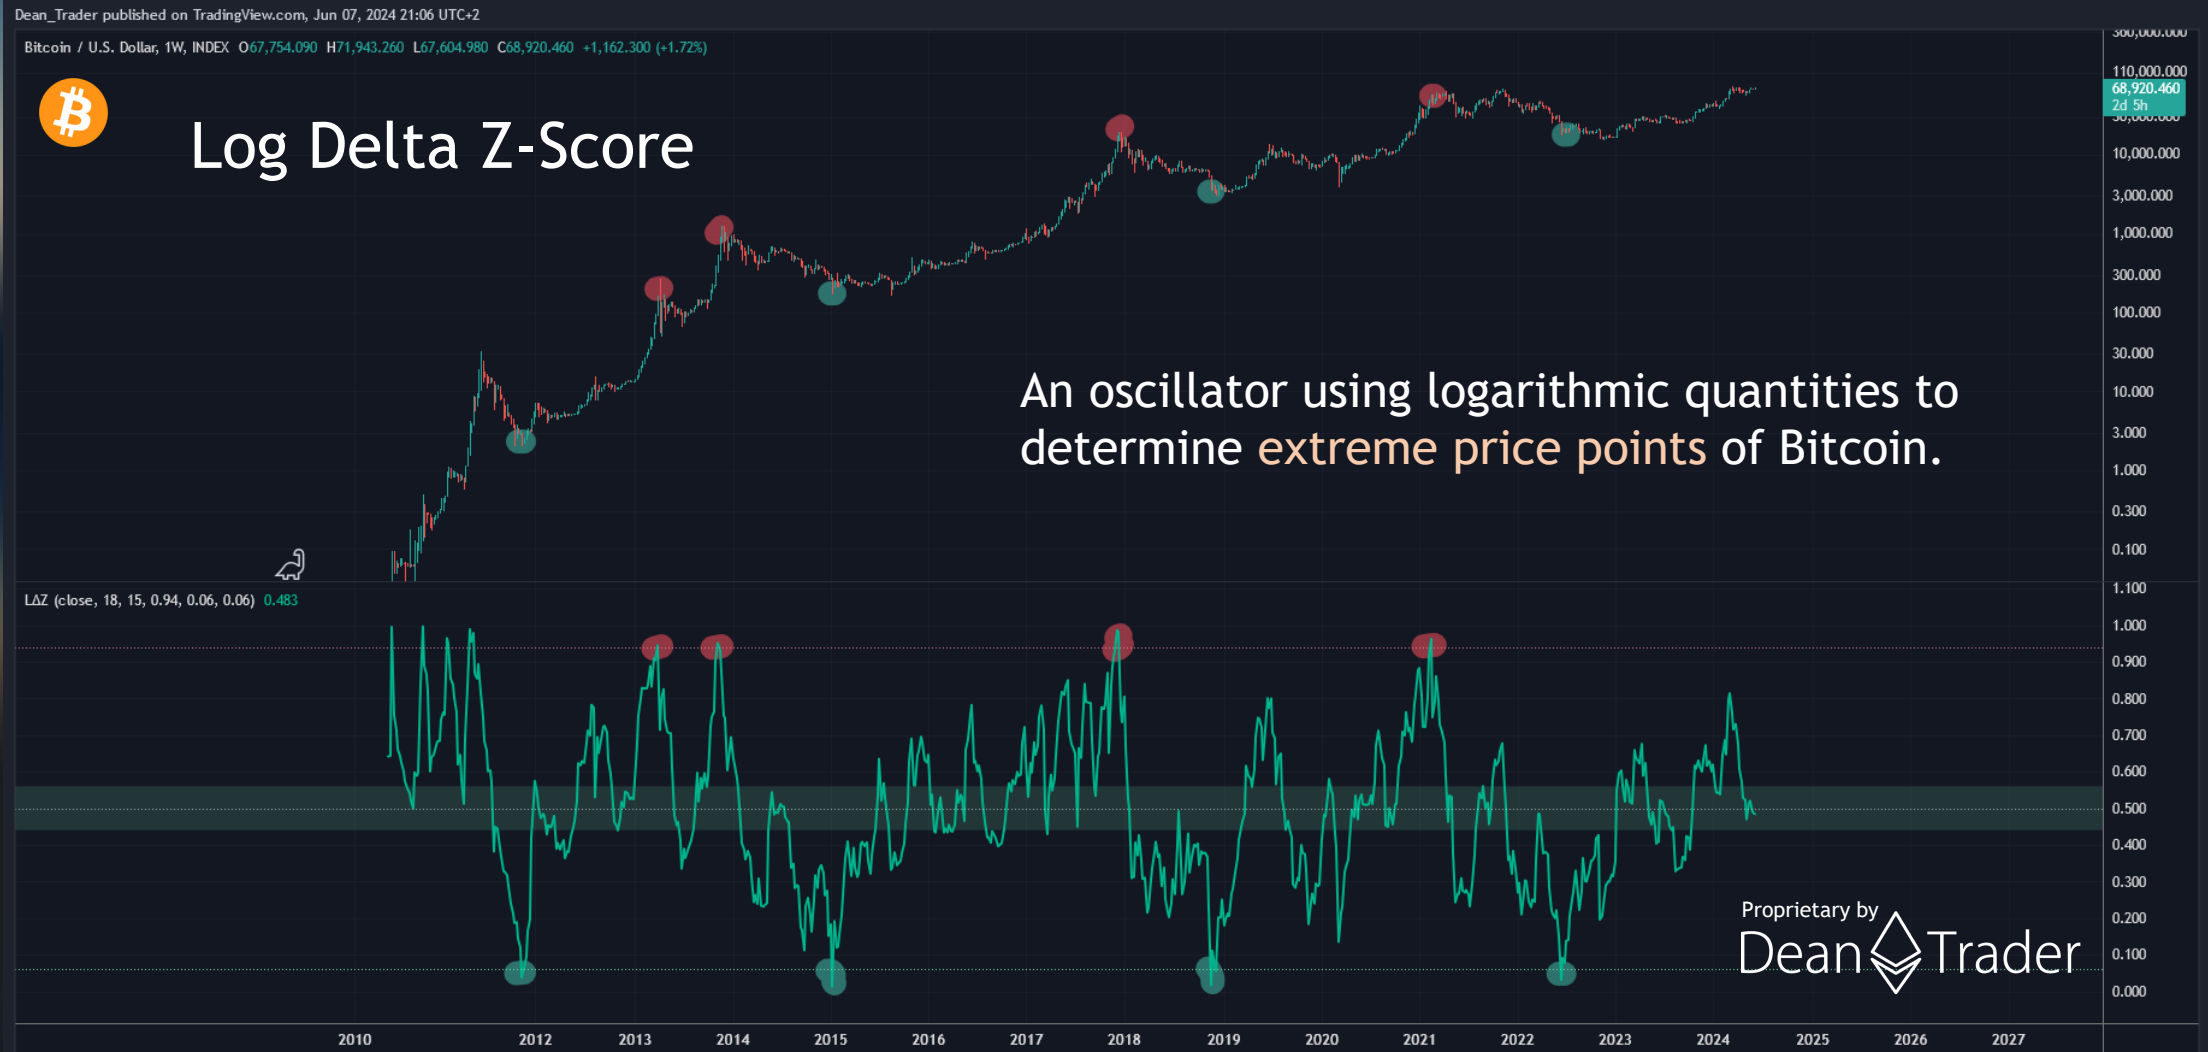 Dean_Trader published on TradingView.com, Jun 07, 2024 21:06 UTC+2
Bitcoin / U.S. Dollar, 1W, INDEX O67,754.090 H71,943.260 L67,604.980 C68,920.460 +1,162.300 (+1.72%)
Log Delta Z-Score
An oscillator using logarithmic quantities to
determine extreme price points of Bitcoin.
360,000.000
110,000.000
68,920.460
2d 5h
30,000.000
10,000.000
3,000.000
1,000.000
300.000
100.000
30.000
10.000
3.000
1.000
0.300
0.100
LΔZ (close, 18, 15, 0.94, 0.06, 0.06) 0.483
1.100
1.000
0.900
0.800
0.700
0.600
0.500
0.400
0.300
0.200
0.100
0.000
Proprietary by
Dean Trader
2010 2012 2013 2014 2015 2016 2017 2018 2019 2020 2021 2022 2023 2024 2025 2026 2027